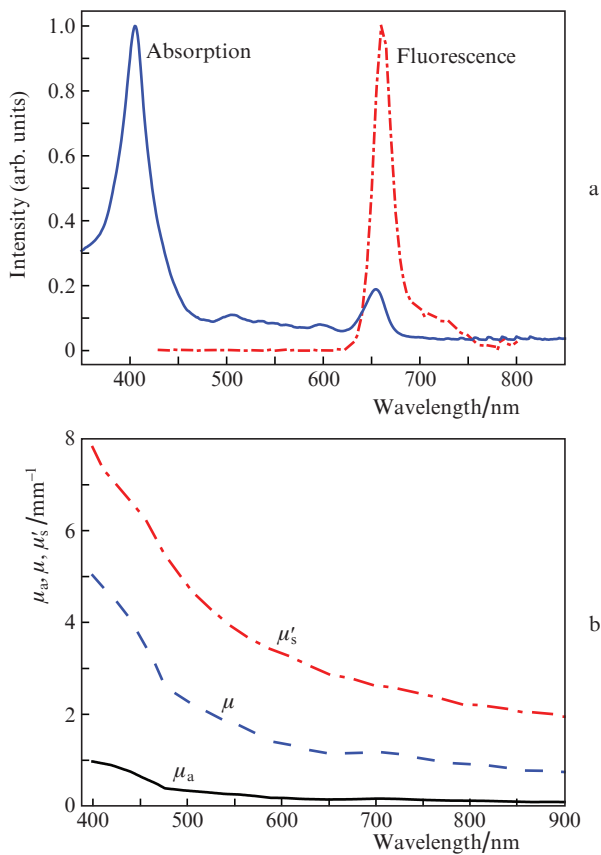 1.0
0.8
0.6
0.4
0.2
0
Intensity (arb. units)
Absorption
Fluorescence
400 500 600 700 800
Wavelength/nm
a
8
6
4
2
0
μa, μ, μ′s /mm⁻¹
μ′s
μ
μa
400 500 600 700 800 900
Wavelength/nm
b